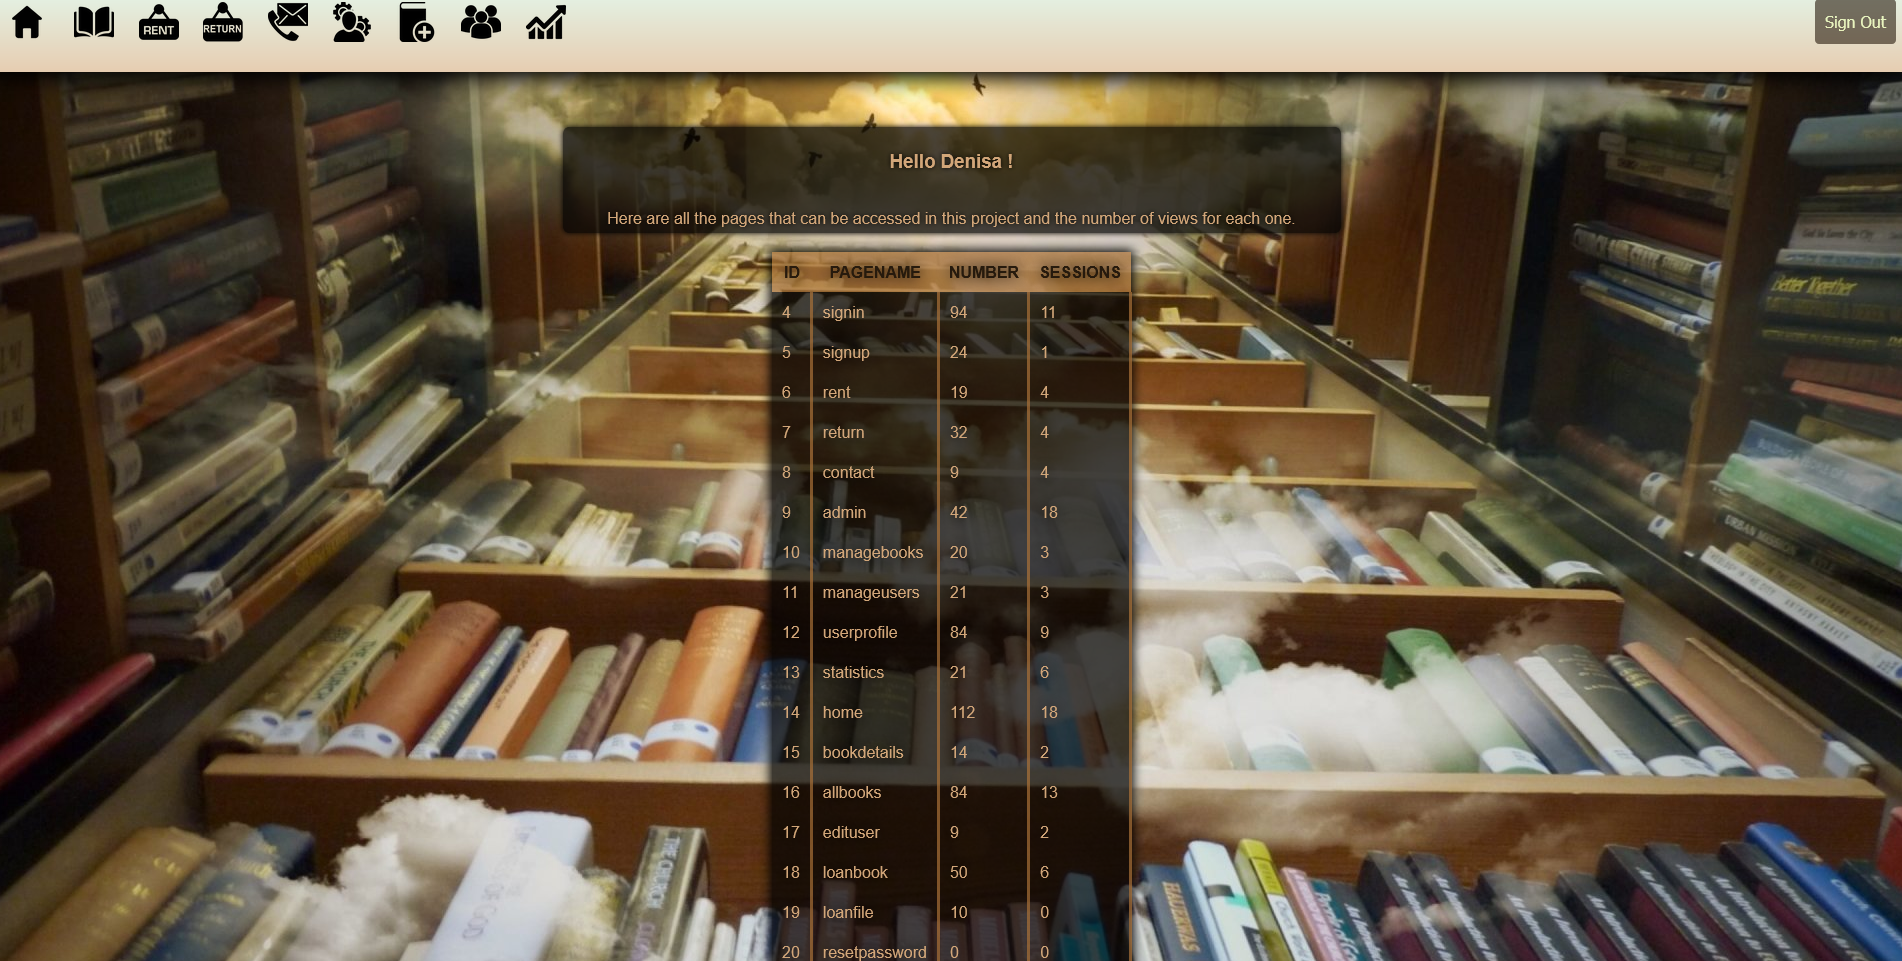 RENT
RETURN
Sign Out
Hello Denisa !
Here are all the pages that can be accessed in this project and the number of views for each one.
ID PAGENAME NUMBER SESSIONS
4 signin 94 11
5 signup 24 1
6 rent 19 4
7 return 32 4
8 contact 9 4
9 admin 42 18
10 managebooks 20 3
11 manageusers 21 3
12 userprofile 84 9
13 statistics 21 6
14 home 112 18
15 bookdetails 14 2
16 allbooks 84 13
17 edituser 9 2
18 loanbook 50 6
19 loanfile 10 0
20 resetpassword 0 0
Better Together
URBAN MISSION
HAUERWAS